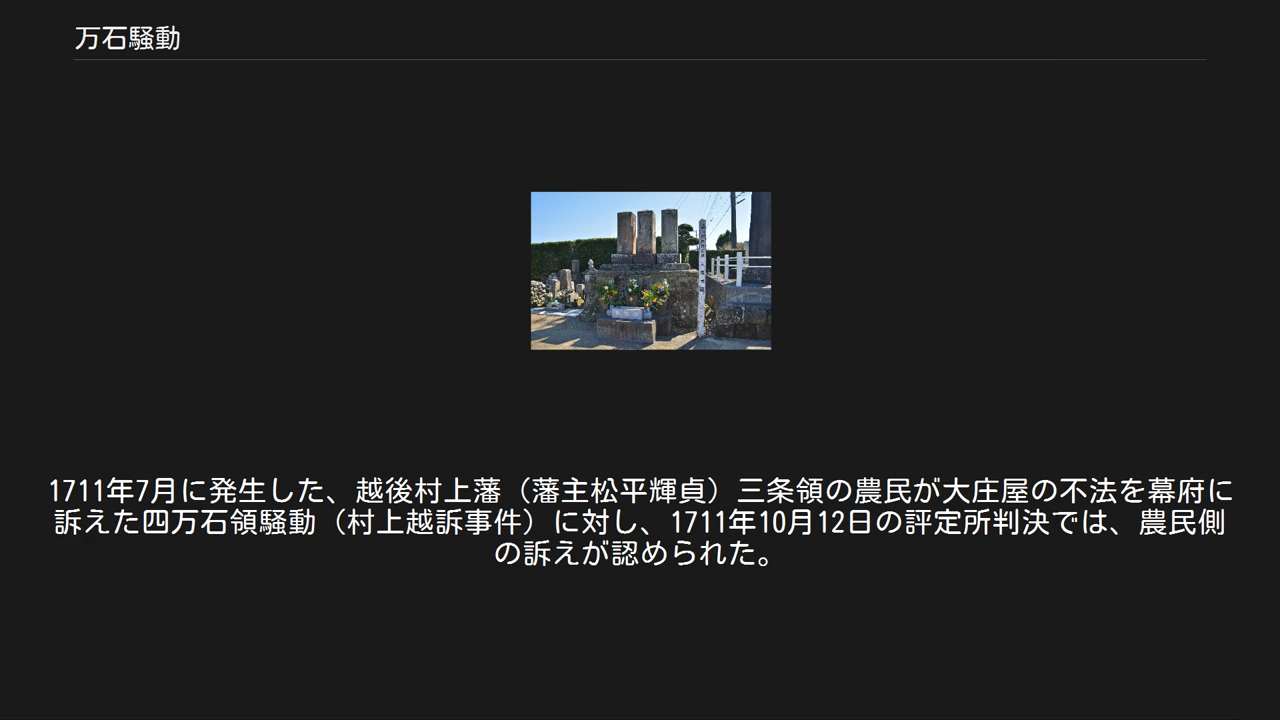 万石騒動
1711年7月に発生した、越後村上藩（藩主松平輝貞）三条領の農民が大庄屋の不法を幕府に
訴えた四万石領騒動（村上越訴事件）に対し、1711年10月12日の評定所判決では、農民側
の訴えが認められた。